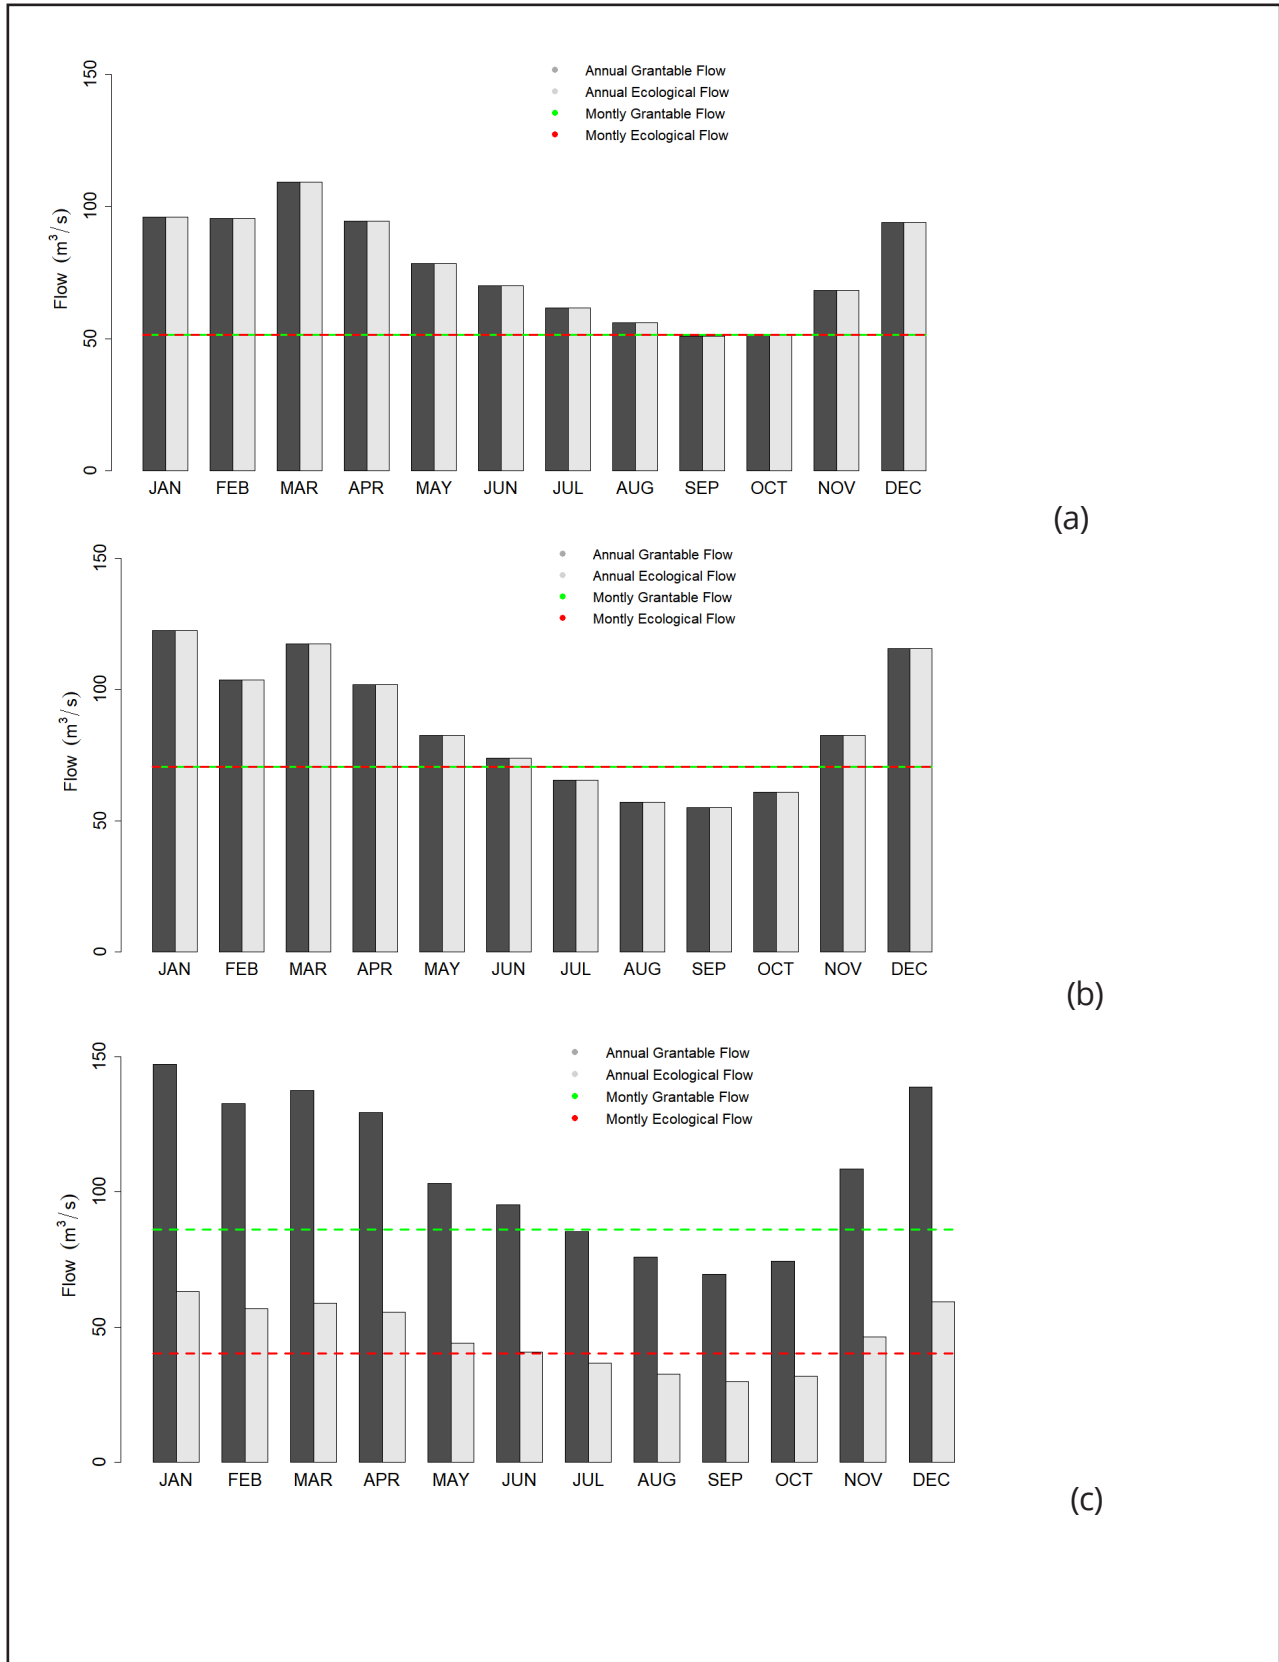 Annual Grantable Flow
Annual Ecological Flow
Montly Grantable Flow
Montly Ecological Flow
Flow (m³/s)
150
100
50
0
JAN FEB MAR APR MAY JUN JUL AUG SEP OCT NOV DEC
(a)
Annual Grantable Flow
Annual Ecological Flow
Montly Grantable Flow
Montly Ecological Flow
Flow (m³/s)
150
100
50
0
JAN FEB MAR APR MAY JUN JUL AUG SEP OCT NOV DEC
(b)
Annual Grantable Flow
Annual Ecological Flow
Montly Grantable Flow
Montly Ecological Flow
Flow (m³/s)
150
100
50
0
JAN FEB MAR APR MAY JUN JUL AUG SEP OCT NOV DEC
(c)